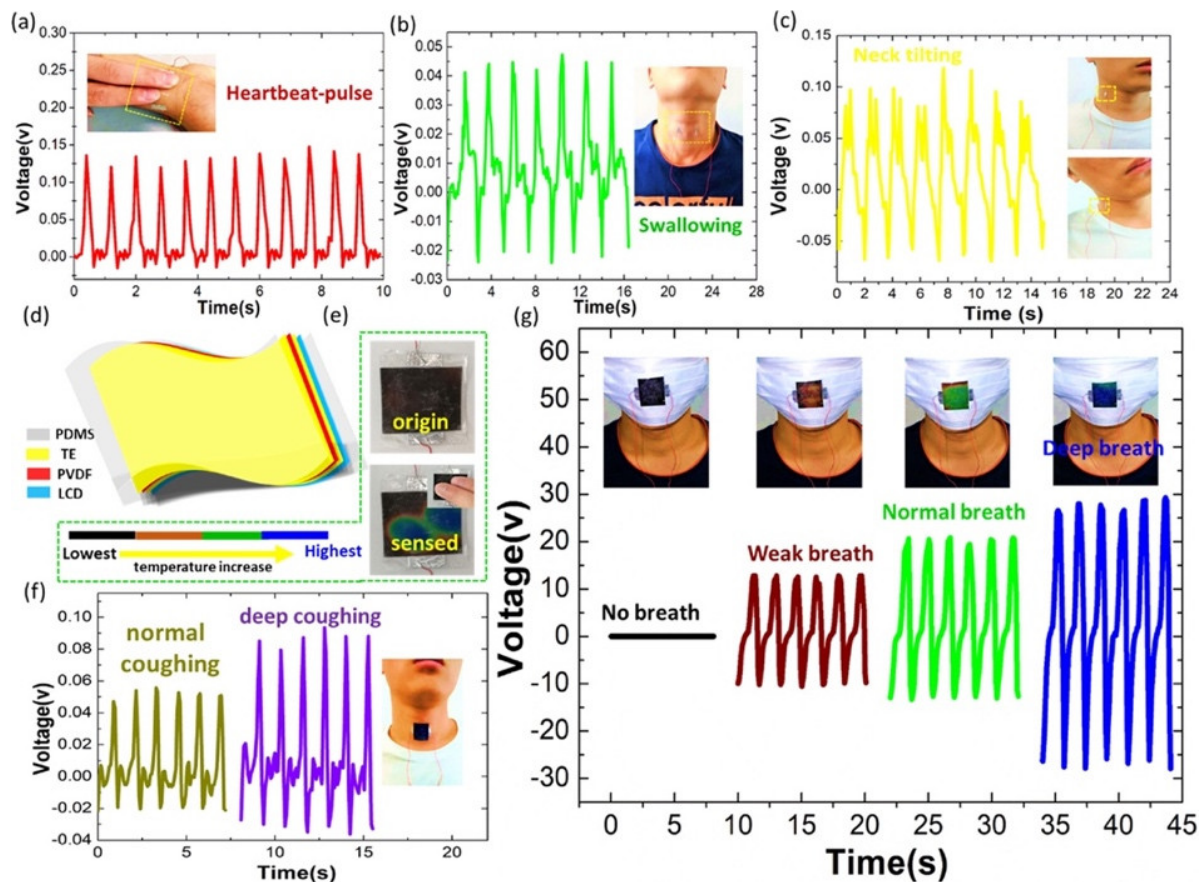 (a)
Voltage(v)
0.30
0.25
0.20
0.15
0.10
0.05
0.00
Heartbeat-pulse
0 2 4 6 8 10
Time(s)
(b)
Voltage(v)
0.05
0.04
0.03
0.02
0.01
0.00
-0.01
-0.02
-0.03
Swallowing
0 4 8 12 16 20 24 28
Time(s)
(c)
Voltage (v)
0.15
0.10
0.05
0.00
-0.05
Neck tilting
0 2 4 6 8 10 12 14 16 18 20 22 24
Time (s)
(d)
PDMS
TE
PVDF
LCD
Lowest
temperature increase
Highest
(e)
origin
sensed
(f)
Voltage(v)
0.10
0.08
0.06
0.04
0.02
0.00
-0.02
-0.04
normal
coughing
deep coughing
0 5 10 15 20
Time(s)
(g)
Voltage(v)
60
50
40
30
20
10
0
-10
-20
-30
No breath
Weak breath
Normal breath
Deep breath
0 5 10 15 20 25 30 35 40 45
Time(s)